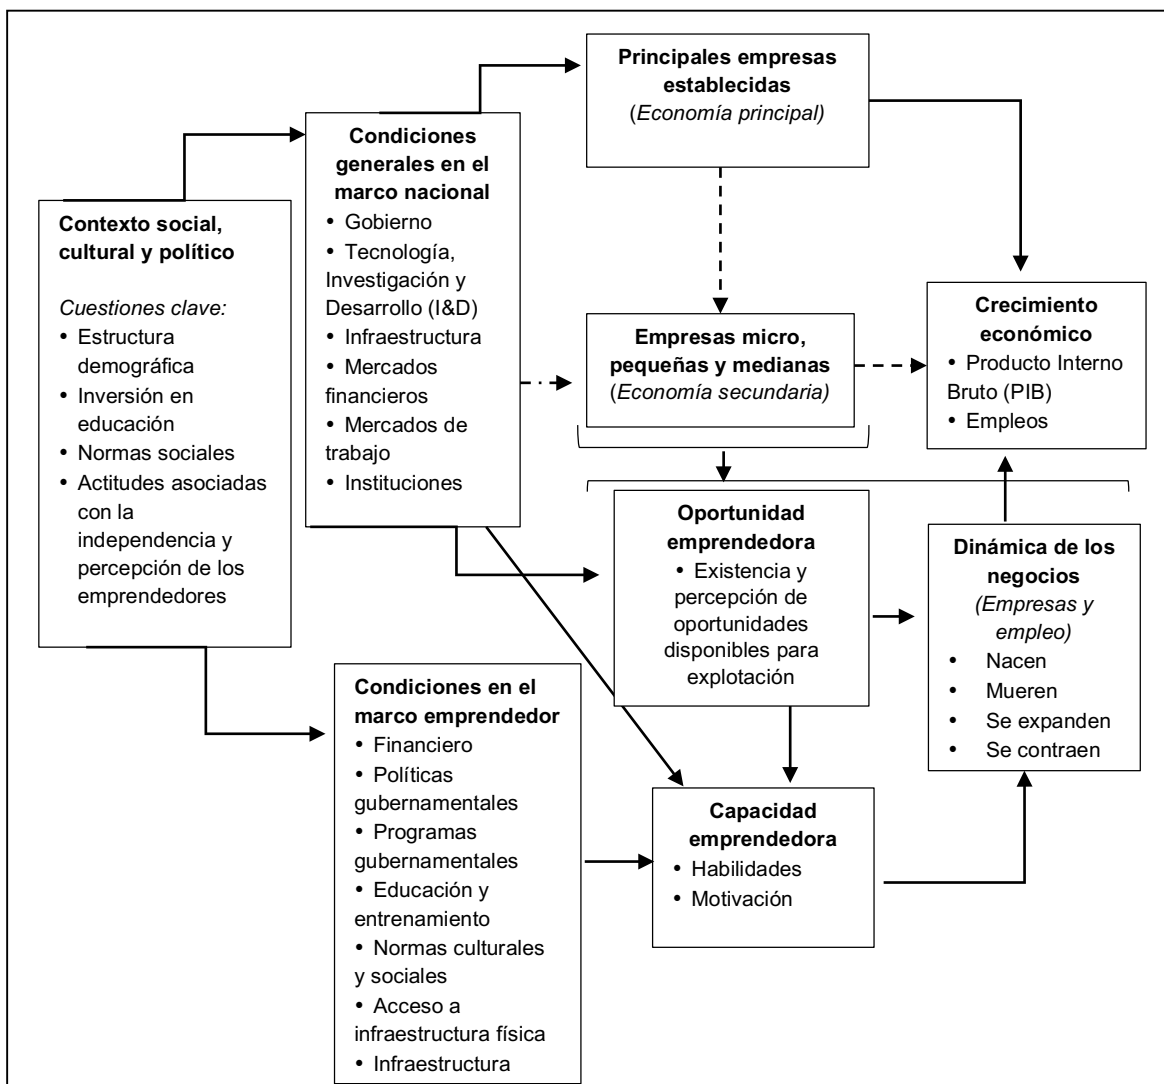 Contexto social,
cultural y político
Cuestiones clave:
• Estructura
demográfica
• Inversión en
educación
• Normas sociales
• Actitudes asociadas
con la
independencia y
percepción de los
emprendedores
Condiciones
generales en el
marco nacional
• Gobierno
• Tecnología,
Investigación y
Desarrollo (I&D)
• Infraestructura
• Mercados
financieros
• Mercados de
trabajo
• Instituciones
Condiciones en el
marco emprendedor
• Financiero
• Políticas
gubernamentales
• Programas
gubernamentales
• Educación y
entrenamiento
• Normas culturales
y sociales
• Acceso a
infraestructura física
• Infraestructura
Principales empresas
establecidas
(Economía principal)
Empresas micro,
pequeñas y medianas
(Economía secundaria)
Oportunidad
emprendedora
• Existencia y
percepción de
oportunidades
disponibles para
explotación
Capacidad
emprendedora
• Habilidades
• Motivación
Crecimiento
económico
• Producto Interno
Bruto (PIB)
• Empleos
Dinámica de los
negocios
(Empresas y
empleo)
• Nacen
• Mueren
• Se expanden
• Se contraen